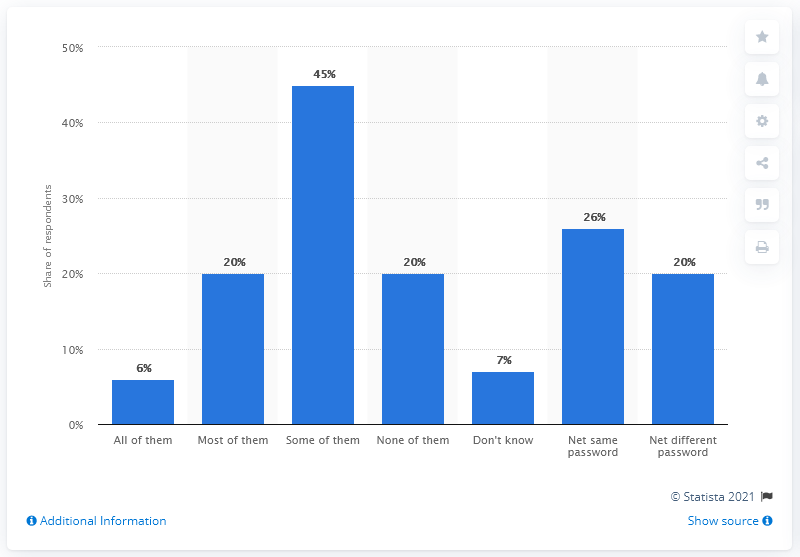 50%
40%
30%
20%
10%
0%
Share of respondents
6%
20%
45%
20%
7%
26%
20%
All of them
Most of them
Some of them
None of them
Don't know
Net same
password
Net different
password
© Statista 2021
Additional Information
Show source